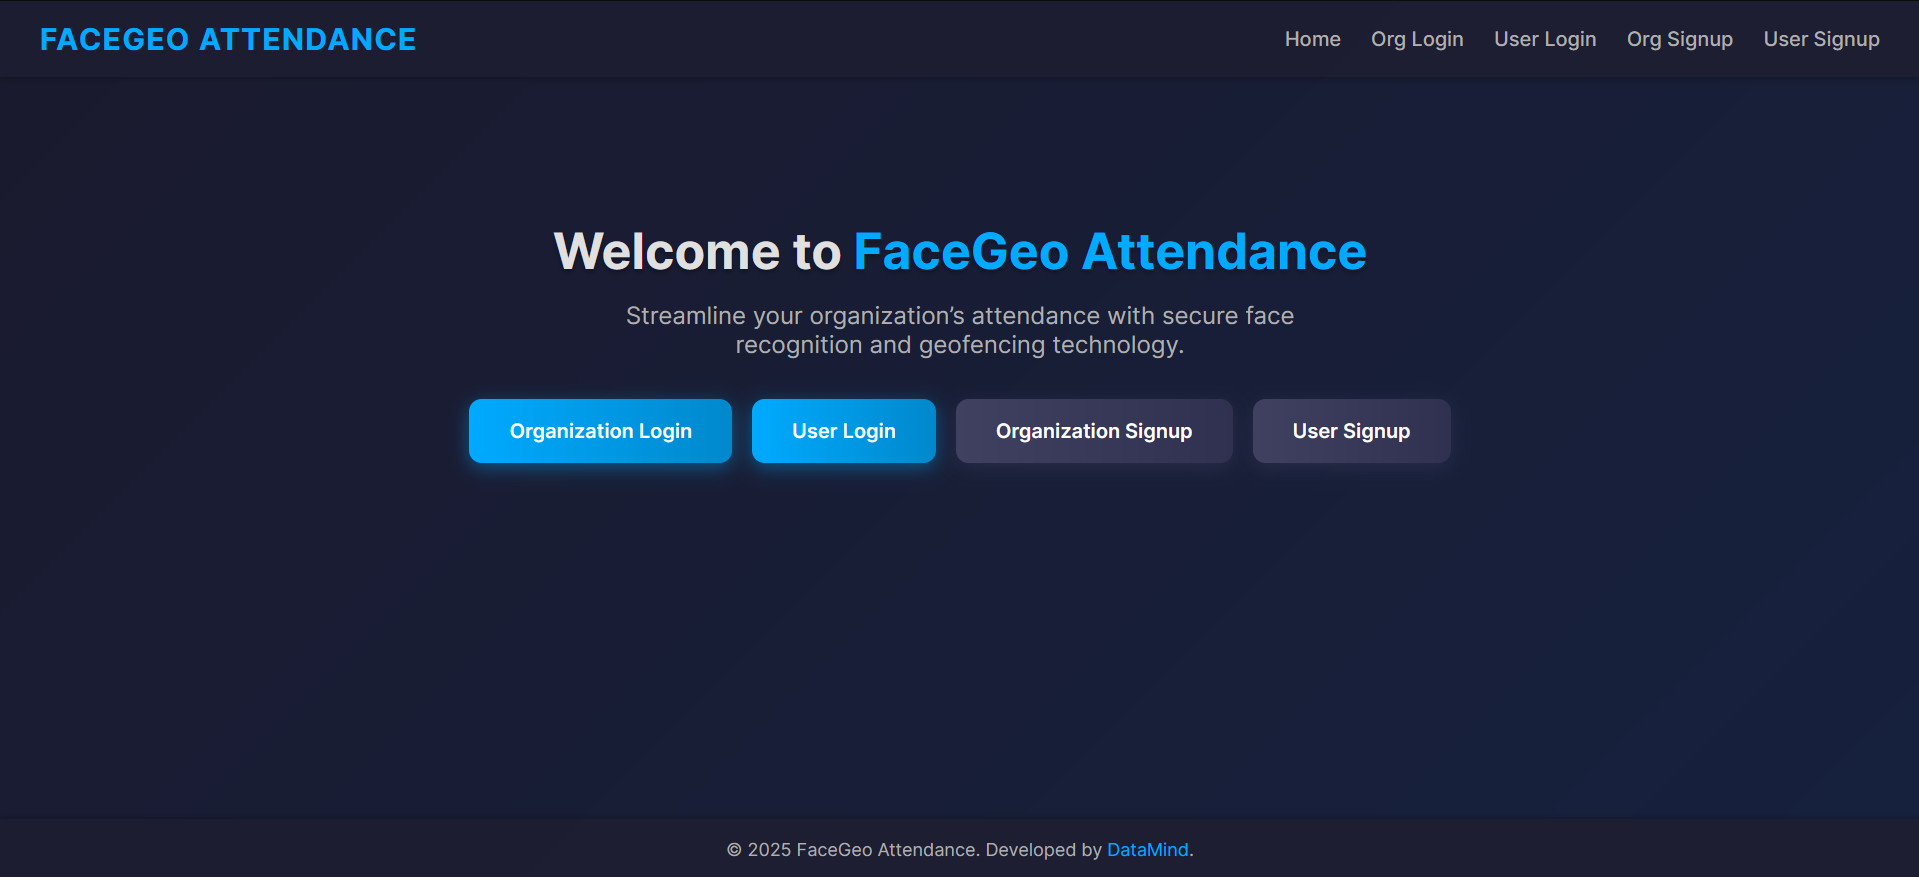 FACEGEO ATTENDANCE
Home Org Login User Login Org Signup User Signup
Welcome to FaceGeo Attendance
Streamline your organization’s attendance with secure face
recognition and geofencing technology.
Organization Login User Login Organization Signup User Signup
© 2025 FaceGeo Attendance. Developed by DataMind.